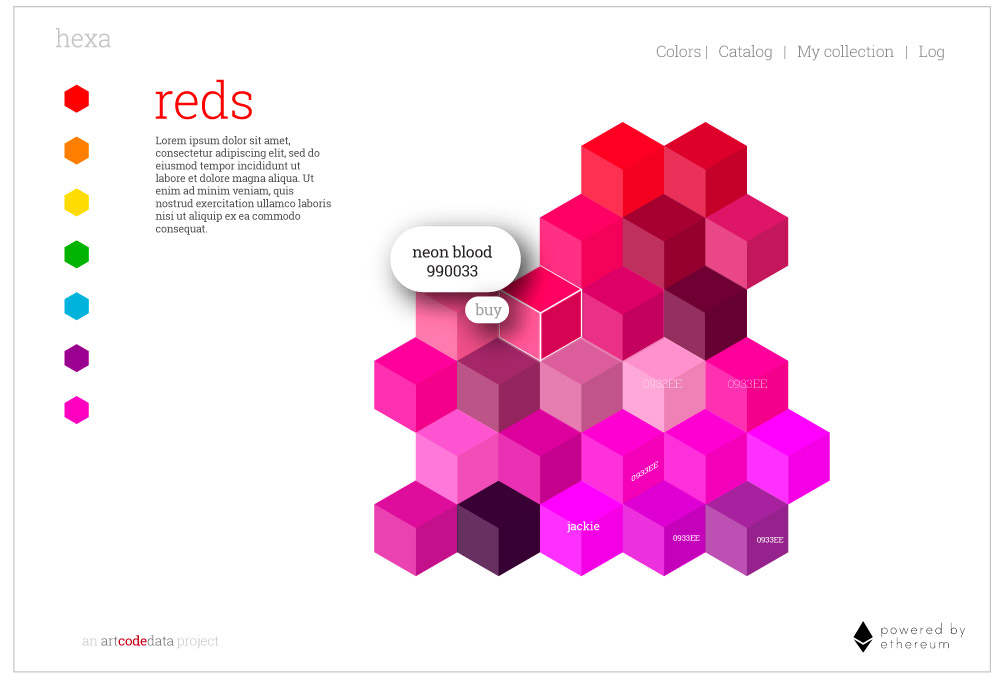 hexa
Colors | Catalog | My collection | Log
reds
Lorem ipsum dolor sit amet,
consectetur adipiscing elit, sed do
eiusmod tempor incididunt ut
labore et dolore magna aliqua. Ut
enim ad minim veniam, quis
nostrud exercitation ullamco laboris
nisi ut aliquip ex ea commodo
consequat.
neon blood
990033
buy
0933EE
0933EE
0933EE
jackie
0933EE
0933EE
an artcodedata project
powered by
ethereum